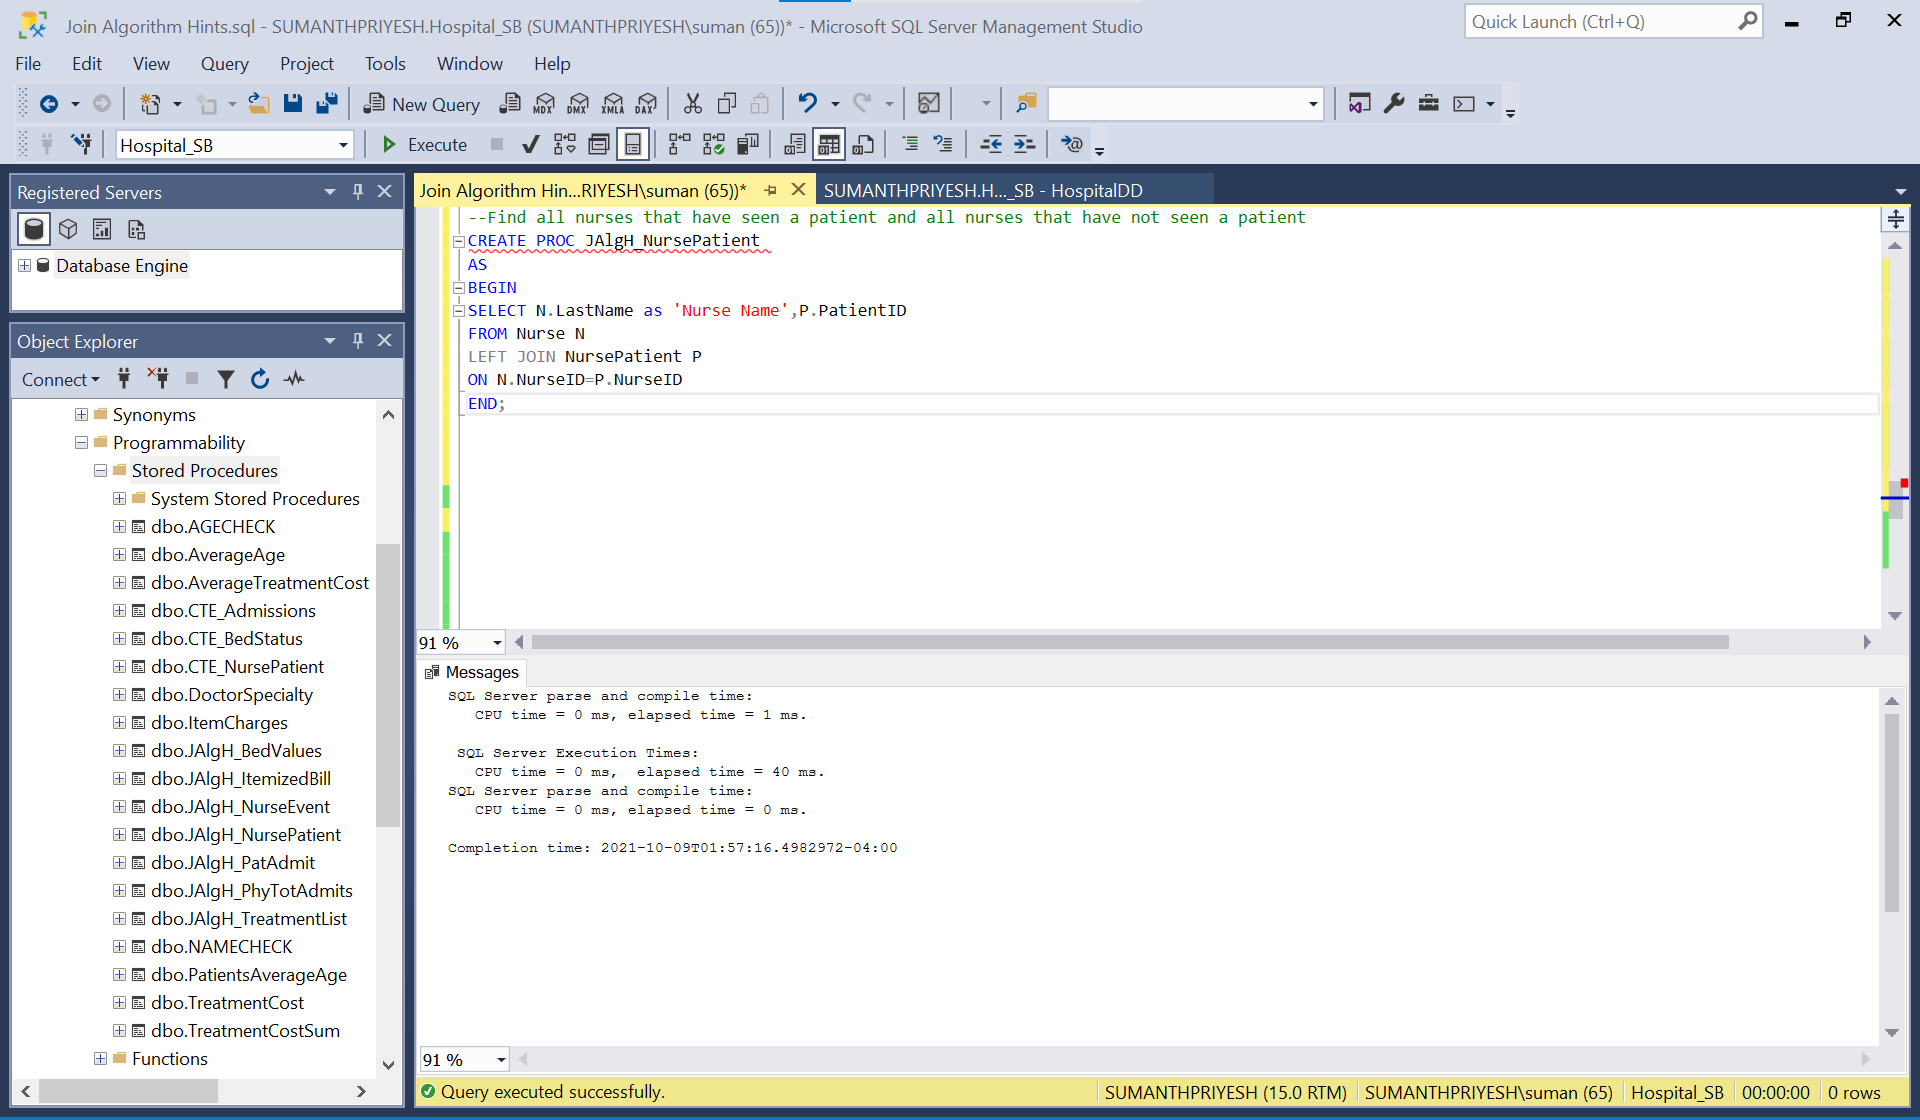 Join Algorithm Hints.sql - SUMANTHPRIYESH.Hospital_SB (SUMANTHPRIYESH\suman (65))* - Microsoft SQL Server Management Studio
Quick Launch (Ctrl+Q)
File Edit View Query Project Tools Window Help
New Query MDX DMX XMLA DAX
Hospital_SB Execute
Registered Servers
Database Engine
Object Explorer
Connect
Synonyms
Programmability
Stored Procedures
System Stored Procedures
dbo.AGECHECK
dbo.AverageAge
dbo.AverageTreatmentCost
dbo.CTE_Admissions
dbo.CTE_BedStatus
dbo.CTE_NursePatient
dbo.DoctorSpecialty
dbo.ItemCharges
dbo.JAlgH_BedValues
dbo.JAlgH_ItemizedBill
dbo.JAlgH_NurseEvent
dbo.JAlgH_NursePatient
dbo.JAlgH_PatAdmit
dbo.JAlgH_PhyTotAdmits
dbo.JAlgH_TreatmentList
dbo.NAMECHECK
dbo.PatientsAverageAge
dbo.TreatmentCost
dbo.TreatmentCostSum
Functions
Join Algorithm Hin...RIYESH\suman (65))* SUMANTHPRIYESH.H..._SB - HospitalDD
--Find all nurses that have seen a patient and all nurses that have not seen a patient
CREATE PROC JAlgH_NursePatient
AS
BEGIN
SELECT N.LastName as 'Nurse Name',P.PatientID
FROM Nurse N
LEFT JOIN NursePatient P
ON N.NurseID=P.NurseID
END;
91 %
Messages
SQL Server parse and compile time:
CPU time = 0 ms, elapsed time = 1 ms.
SQL Server Execution Times:
CPU time = 0 ms,  elapsed time = 40 ms.
SQL Server parse and compile time:
CPU time = 0 ms, elapsed time = 0 ms.
Completion time: 2021-10-09T01:57:16.4982972-04:00
91 %
Query executed successfully. SUMANTHPRIYESH (15.0 RTM) SUMANTHPRIYESH\suman (65) Hospital_SB 00:00:00 0 rows